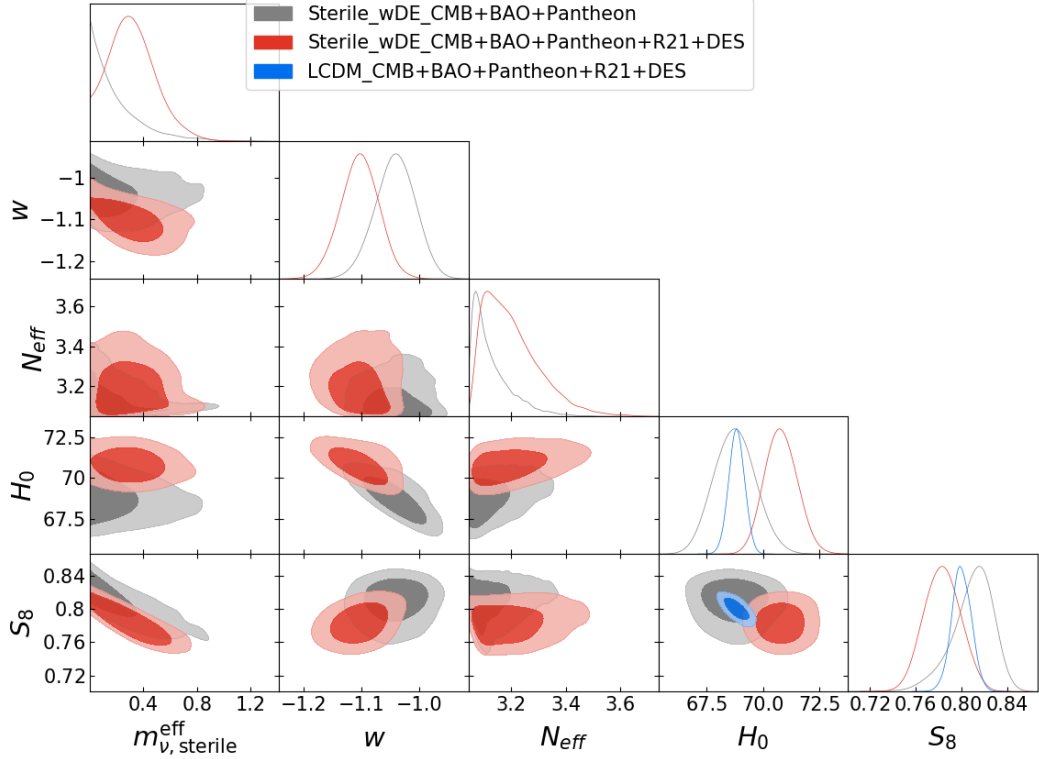 Sterile_wDE_CMB+BAO+Pantheon
Sterile_wDE_CMB+BAO+Pantheon+R21+DES
LCDM_CMB+BAO+Pantheon+R21+DES
w
−1
−1.1
−1.2
N_eff
3.6
3.4
3.2
H_0
72.5
70
67.5
S_8
0.84
0.8
0.76
0.72
0.4 0.8 1.2
−1.2 −1.1 −1.0
3.2 3.4 3.6
67.5 70.0 72.5
0.72 0.76 0.80 0.84
m^eff_ν, sterile
w
N_eff
H_0
S_8